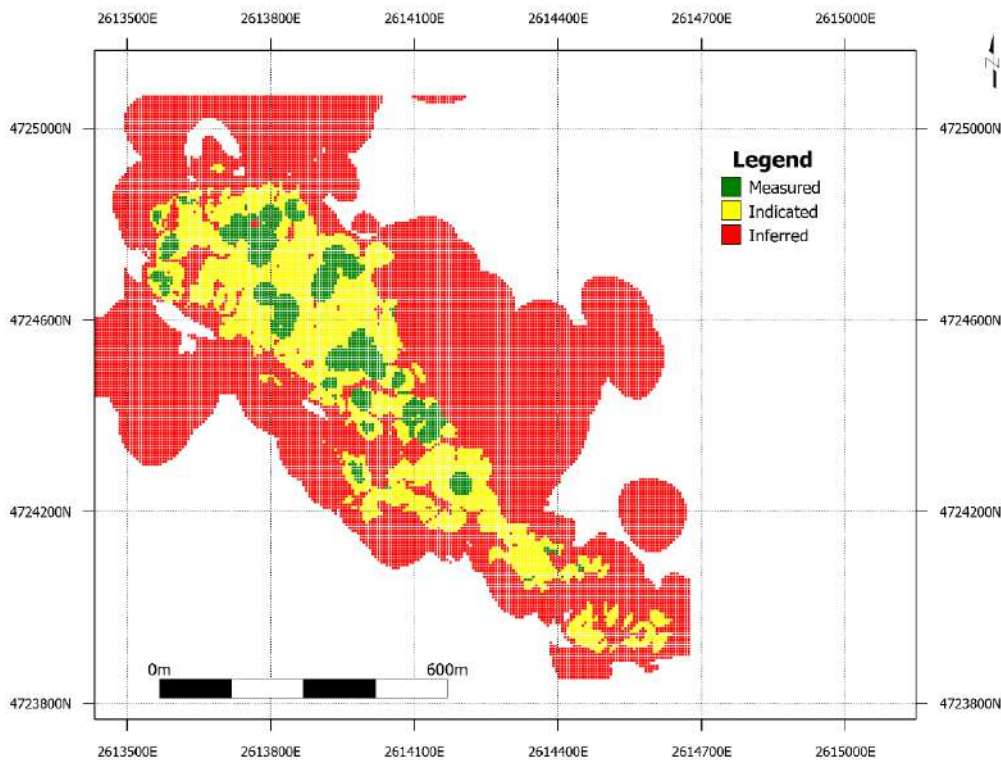 2613500E 2613800E 2614100E 2614400E 2614700E 2615000E
N
4725000N 4725000N
Legend
Measured
Indicated
Inferred
4724600N 4724600N
4724200N 4724200N
0m 600m
4723800N 4723800N
2613500E 2613800E 2614100E 2614400E 2614700E 2615000E